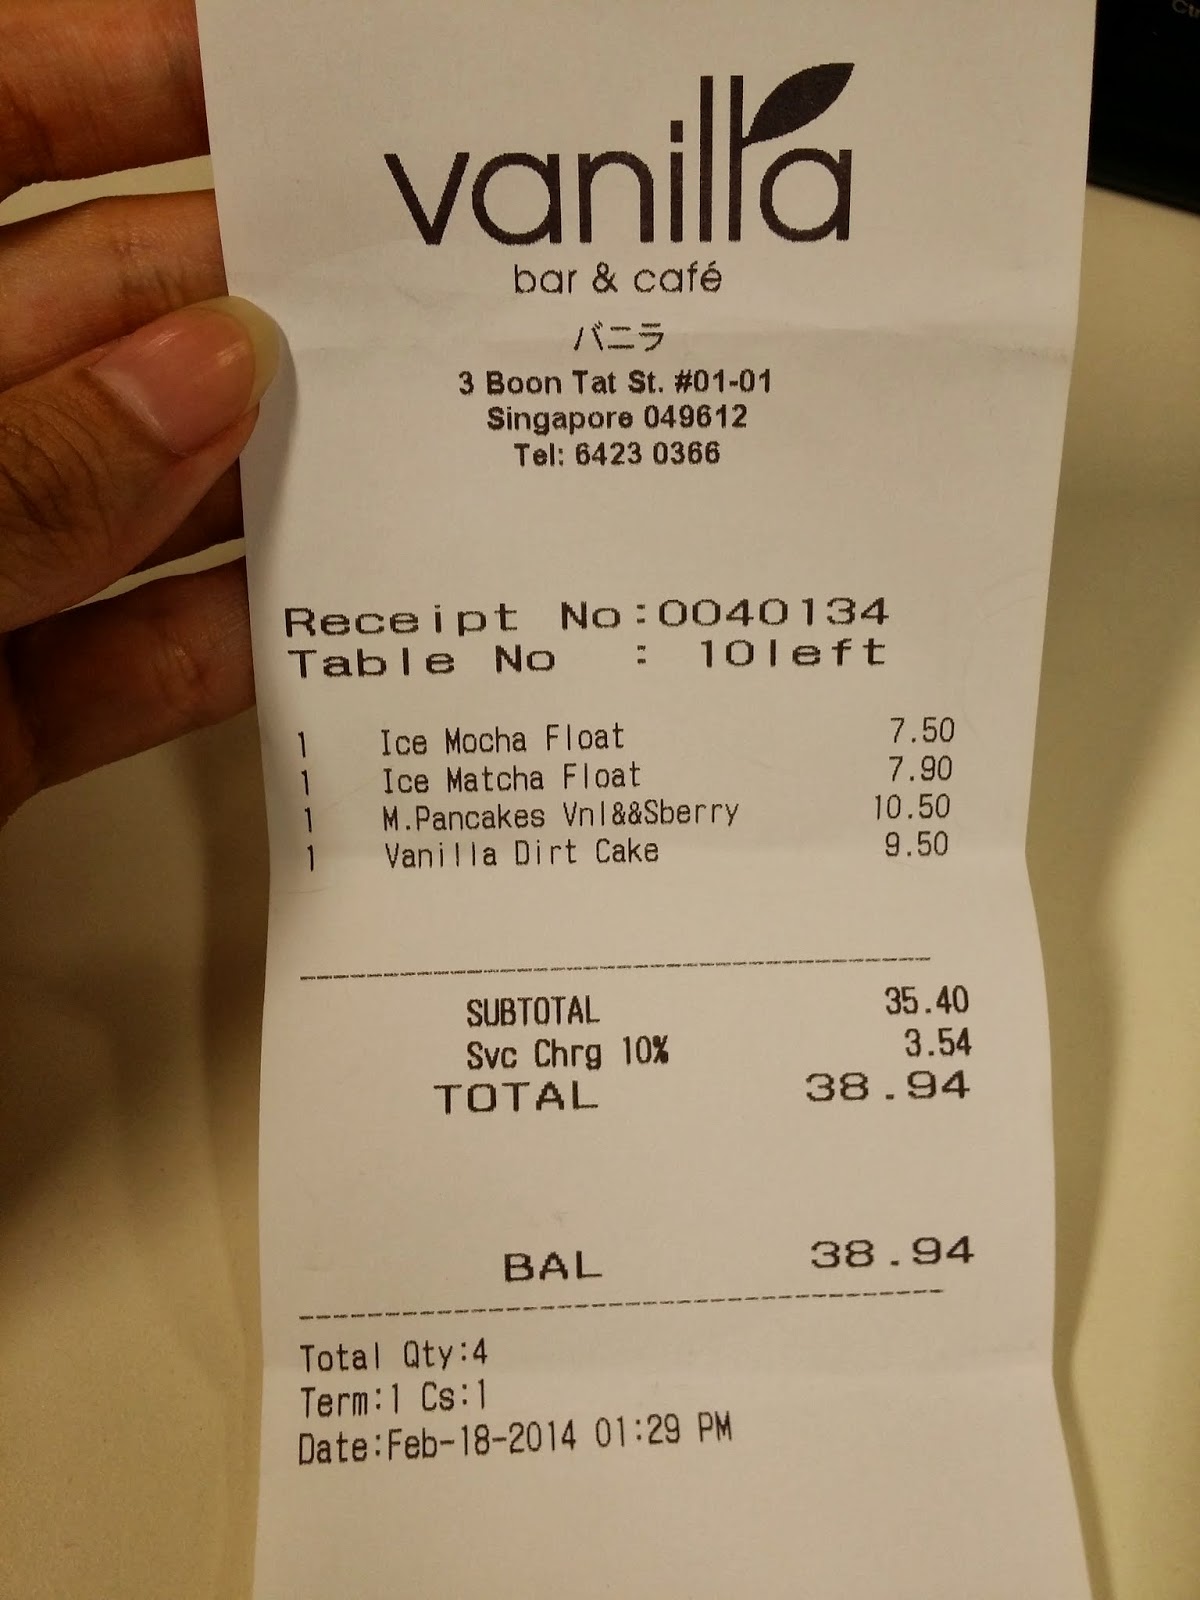 vanilla
bar & café
バニラ
3 Boon Tat St. #01-01
Singapore 049612
Tel: 6423 0366
Receipt No:0040134
Table No : 10left
1 Ice Mocha Float 7.50
1 Ice Matcha Float 7.90
1 M.Pancakes Vnl&&Sberry 10.50
1 Vanilla Dirt Cake 9.50
SUBTOTAL 35.40
Svc Chrg 10% 3.54
TOTAL 38.94
BAL 38.94
Total Qty:4
Term:1 Cs:1
Date:Feb-18-2014 01:29 PM